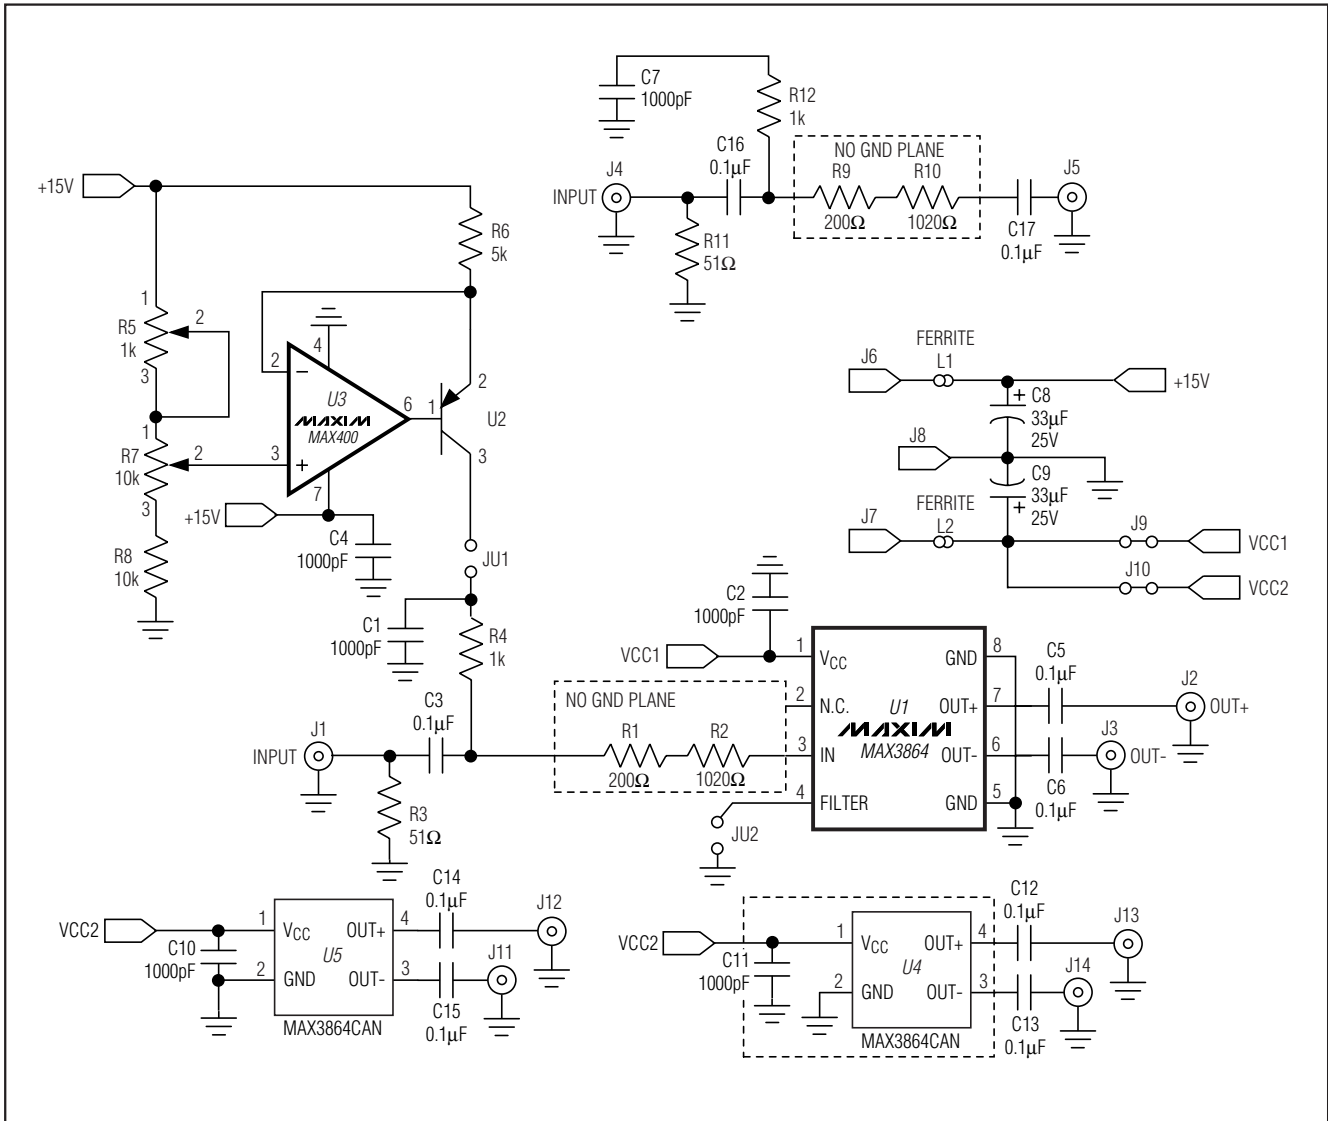 C7
1000pF
R12
1k
C16
0.1µF
NO GND PLANE
R9
R10
200Ω
1020Ω
J4
INPUT
J5
C17
0.1µF
R11
51Ω
+15V
R6
5k
1
R5
1k
2
3
1
R7
10k
2
3
R8
10k
2
−
4
U3
MAXIM
MAX400
3
+
7
6
1
2
U2
3
+15V
C4
1000pF
JU1
C1
1000pF
R4
1k
FERRITE
J6
L1
+15V
+
C8
33µF
25V
J8
C9
33µF
25V
+
FERRITE
J7
L2
J9
VCC1
J10
VCC2
C2
1000pF
VCC1
1
VCC
GND
8
2
N.C.
U1
OUT+
7
MAXIM
MAX3864
3
IN
OUT-
6
4
FILTER
GND
5
C5
0.1µF
J2
OUT+
J3
OUT-
C6
0.1µF
JU2
NO GND PLANE
R1
R2
200Ω
1020Ω
C3
0.1µF
J1
INPUT
R3
51Ω
VCC2
C10
1000pF
1
VCC
OUT+
4
U5
2
GND
OUT-
3
MAX3864CAN
C14
0.1µF
J12
J11
C15
0.1µF
VCC2
C11
1000pF
1
VCC
OUT+
4
U4
2
GND
OUT-
3
MAX3864CAN
C12
0.1µF
J13
J14
C13
0.1µF